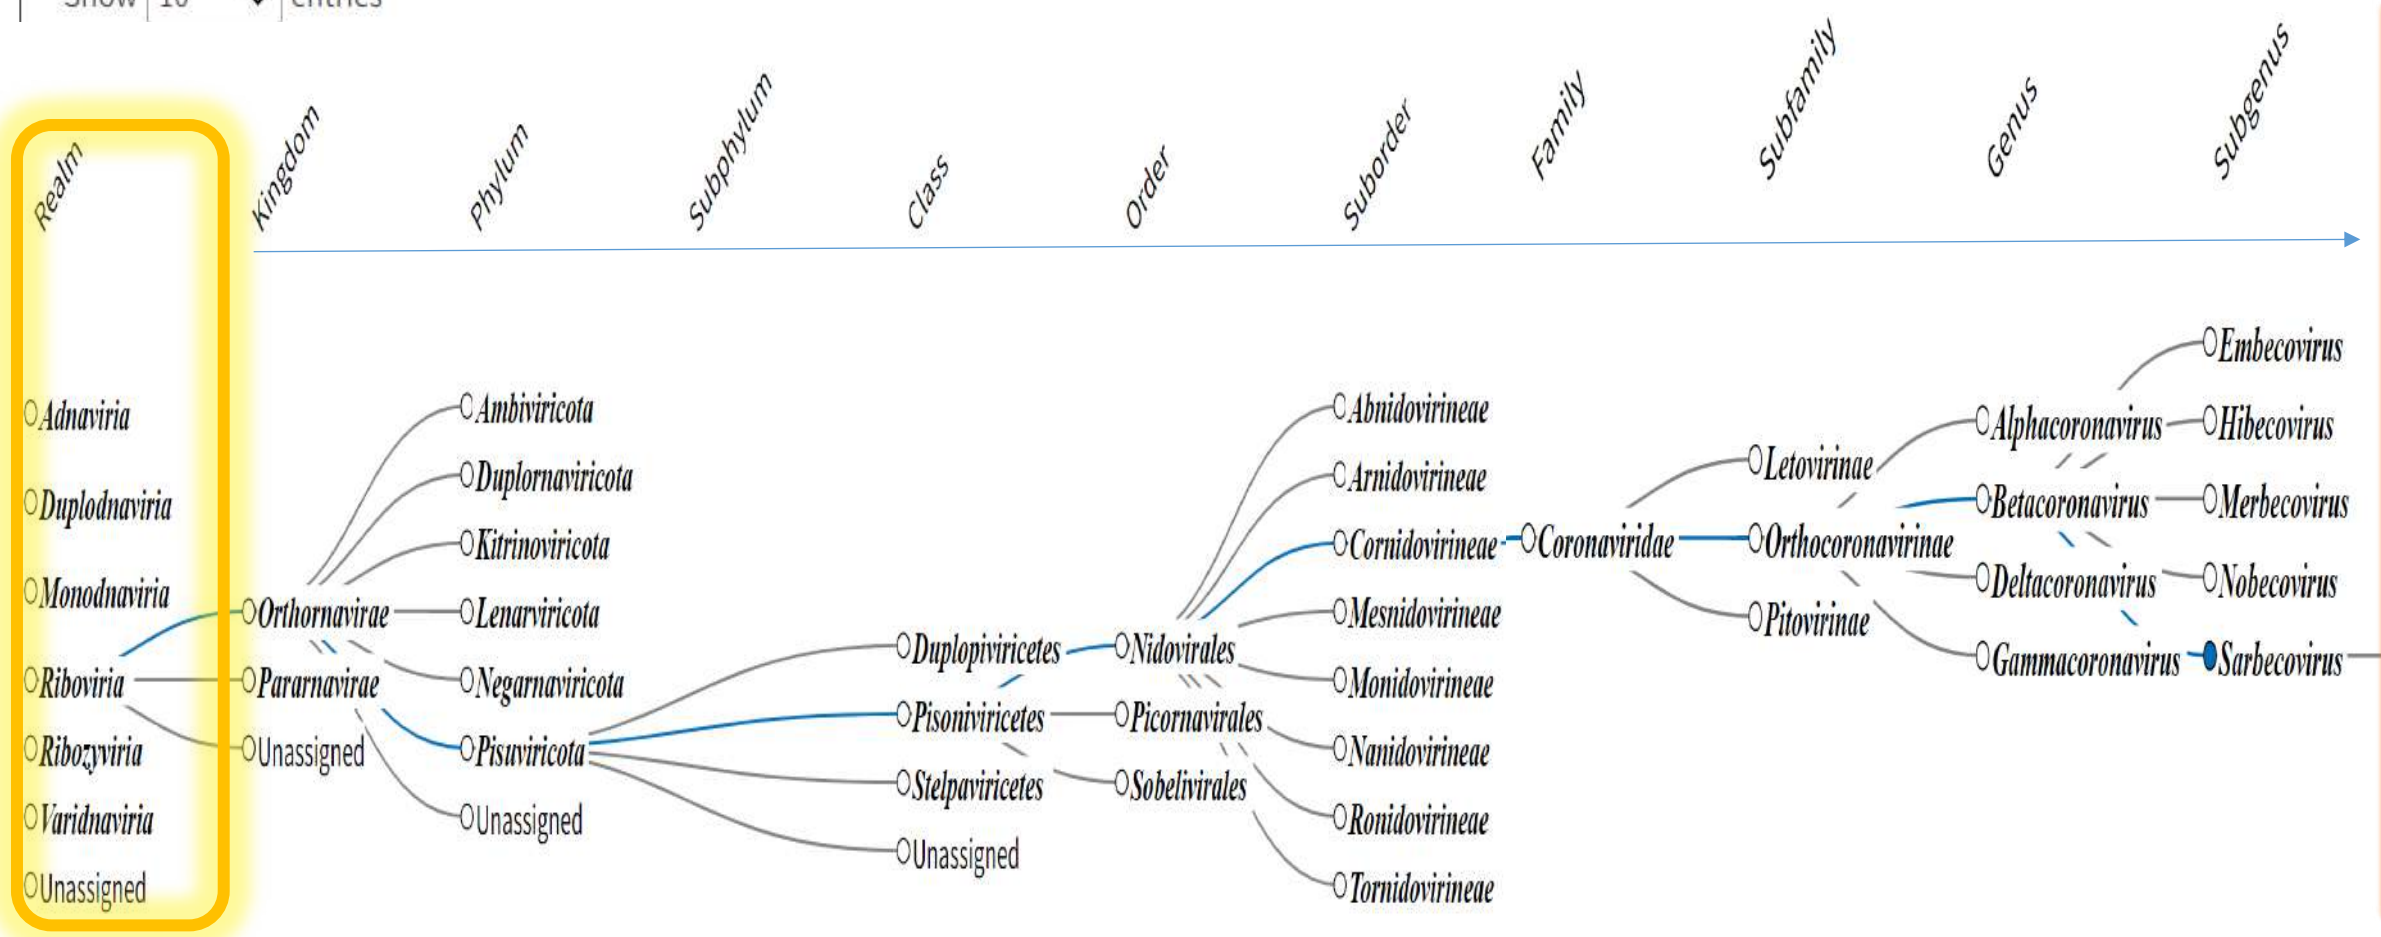 Show 10 entries
Realm
Kingdom
Phylum
Subphylum
Class
Order
Suborder
Family
Subfamily
Genus
Subgenus
Adnaviria
Duplodnaviria
Monodnaviria
Riboviria
Ribozyviria
Varidnaviria
Unassigned
Orthornavirae
Pararnavirae
Unassigned
Ambiviricota
Duplornaviricota
Kitrinoviricota
Lenarviricota
Negarnaviricota
Pisuviricota
Unassigned
Duplopiviricetes
Pisoniviricetes
Stelpaviricetes
Unassigned
Nidovirales
Picornavirales
Sobelivirales
Abnidovirineae
Arnidovirineae
Cornidovirineae
Mesnidovirineae
Monidovirineae
Nanidovirineae
Ronidovirineae
Tornidovirineae
Coronaviridae
Letovirinae
Orthocoronavirinae
Pitovirinae
Alphacoronavirus
Betacoronavirus
Deltacoronavirus
Gammacoronavirus
Embecovirus
Hibecovirus
Merbecovirus
Nobecovirus
Sarbecovirus